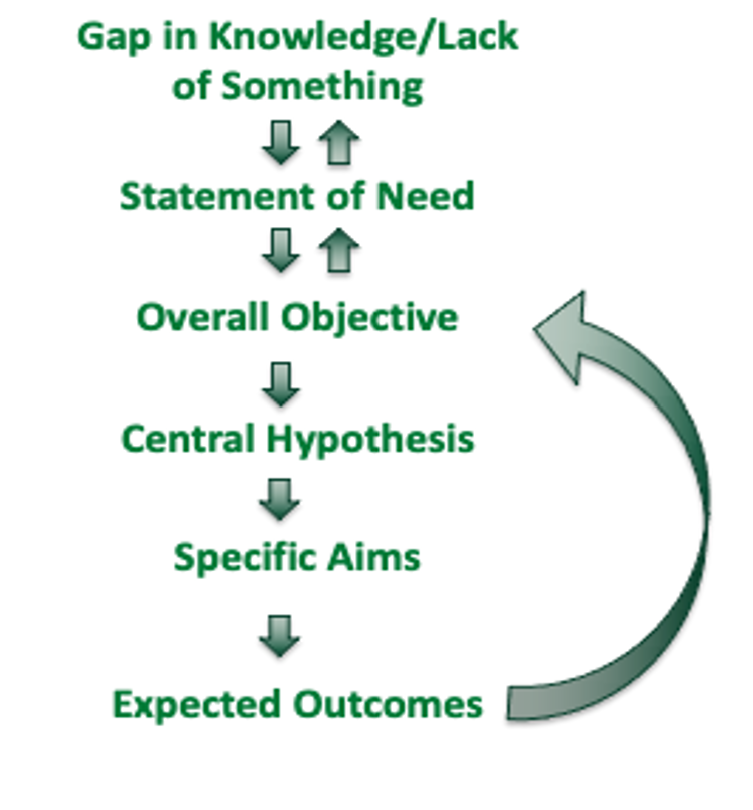 Gap in Knowledge/Lack
of Something
Statement of Need
Overall Objective
Central Hypothesis
Specific Aims
Expected Outcomes